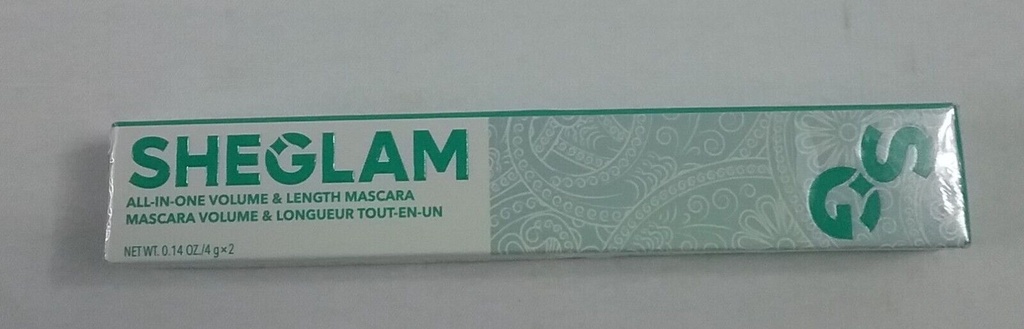 SHEGLAM
ALL-IN-ONE VOLUME & LENGTH MASCARA
MASCARA VOLUME & LONGUEUR TOUT-EN-UN
NET WT. 0.14 OZ./4 g×2
SG